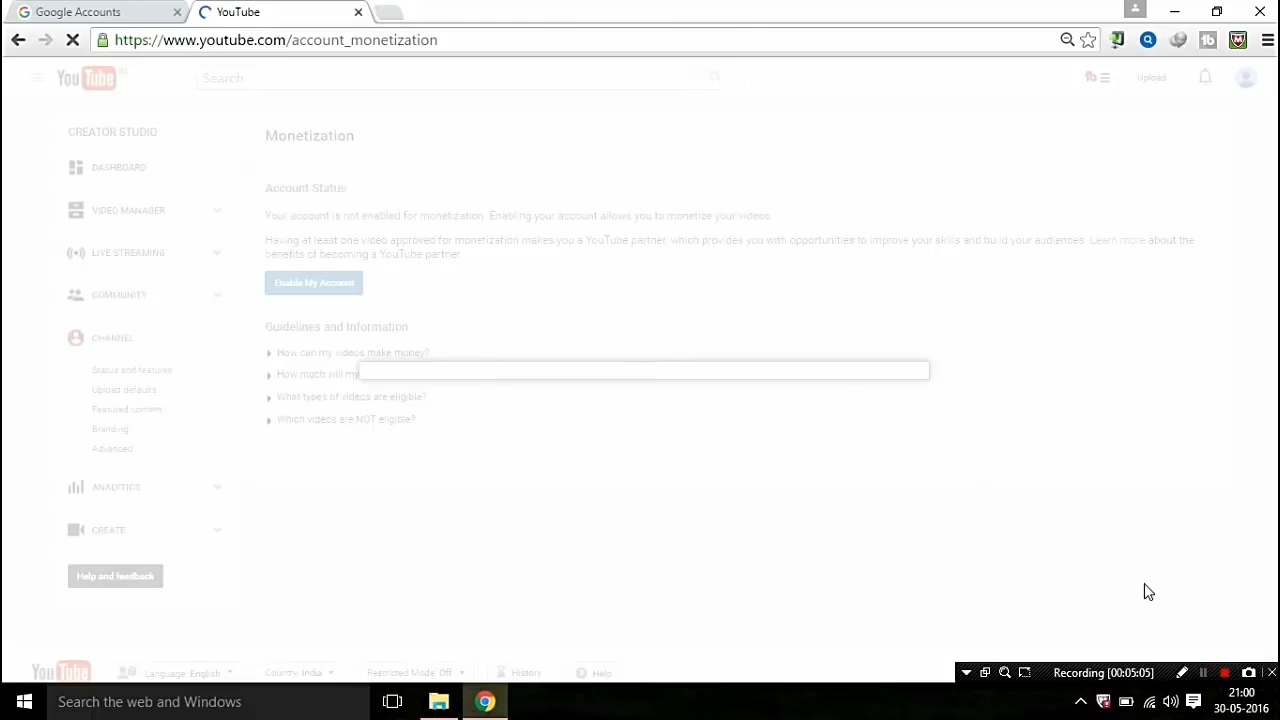 Google Accounts
YouTube
https://www.youtube.com/account_monetization
YouTube
Search
Upload
CREATOR STUDIO
DASHBOARD
VIDEO MANAGER
LIVE STREAMING
COMMUNITY
CHANNEL
Status and features
Upload defaults
Featured content
Branding
Advanced
ANALYTICS
CREATE
Help and feedback
Monetization
Account Status
Your account is not enabled for monetization. Enabling your account allows you to monetize your videos.
Having at least one video approved for monetization makes you a YouTube partner, which provides you with opportunities to improve your skills and build your audiences. Learn more about the
benefits of becoming a YouTube partner.
Enable My Account
Guidelines and Information
How can my videos make money?
How much will my
What types of videos are eligible?
Which videos are NOT eligible?
YouTube
Language: English
Country: India
Restricted Mode: Off
History
Help
Recording [00:05:05]
Search the web and Windows
21:00
30-05-2016